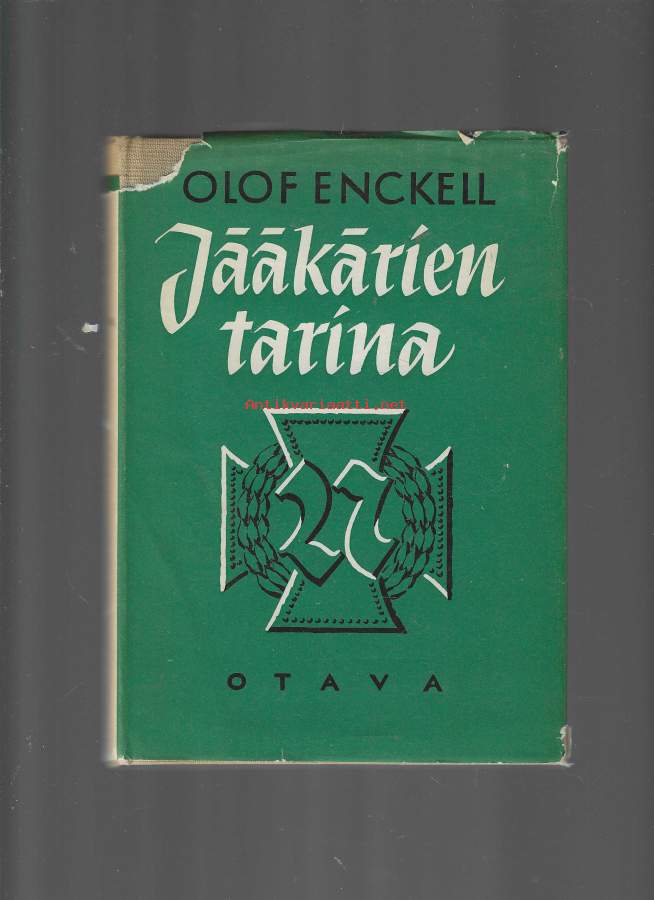 OLOF ENCKELL
Jääkärien
tarina
Antikvariaatti.net
27
OTAVA